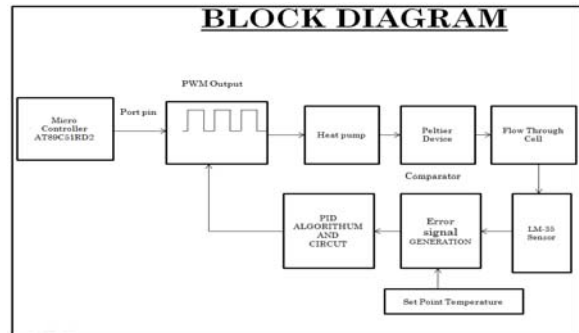 BLOCK DIAGRAM
PWM Output
Micro
Controller
AT89C51RD2
Port pin
Heat pump
Peltier
Device
Flow Through
Cell
Comparator
PID
ALGORITHUM
AND
CIRCUT
Error
signal
GENERATION
LM-35
Sensor
Set Point Temperature